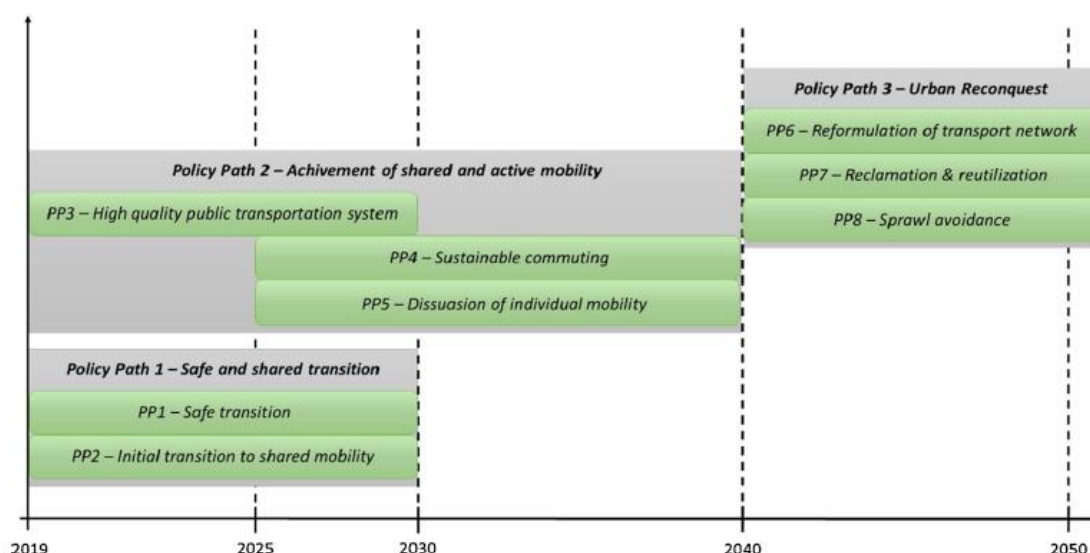 Policy Path 3 – Urban Reconquest
PP6 – Reformulation of transport network
PP7 – Reclamation & reutilization
PP8 – Sprawl avoidance
Policy Path 2 – Achivement of shared and active mobility
PP3 – High quality public transportation system
PP4 – Sustainable commuting
PP5 – Dissuasion of individual mobility
Policy Path 1 – Safe and shared transition
PP1 – Safe transition
PP2 – Initial transition to shared mobility
2019 2025 2030 2040 2050